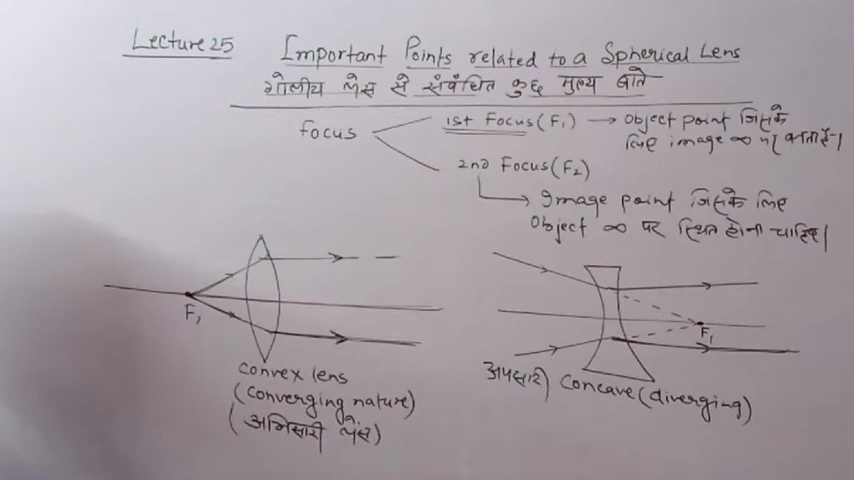 Lecture 25 Important Points related to a Spherical Lens
गोलीय लेंस से संबंधित कुछ मुख्य बाते
Focus
1st Focus (F₁) → Object point जिसके
लिए image ∞ पर बनता है।
2nd Focus (F₂)
Image point जिसके लिए
Object ∞ पर स्थित होना चाहिए।
F₁
F₁
Convex lens
(Converging nature)
(अभिसारी लेंस)
अपसारी Concave (diverging)